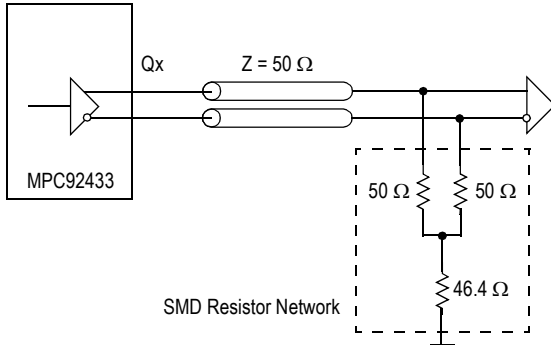 Qx
Z = 50 Ω
MPC92433
50 Ω
50 Ω
46.4 Ω
SMD Resistor Network